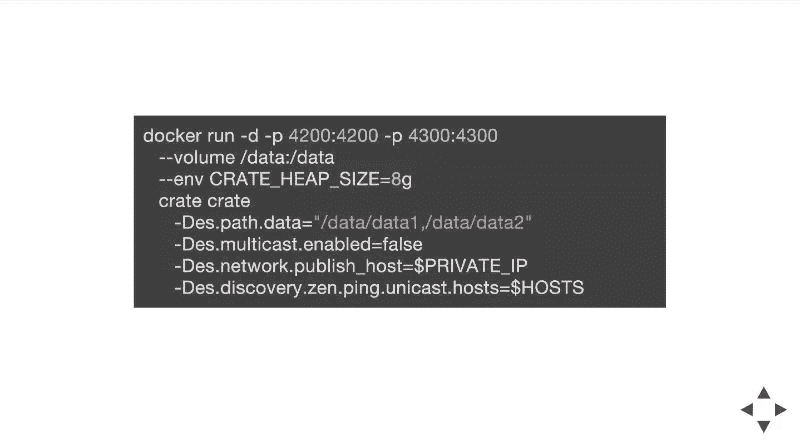 docker run -d -p 4200:4200 -p 4300:4300
--volume /data:/data
--env CRATE_HEAP_SIZE=8g
crate crate
-Des.path.data="/data/data1,/data/data2"
-Des.multicast.enabled=false
-Des.network.publish_host=$PRIVATE_IP
-Des.discovery.zen.ping.unicast.hosts=$HOSTS